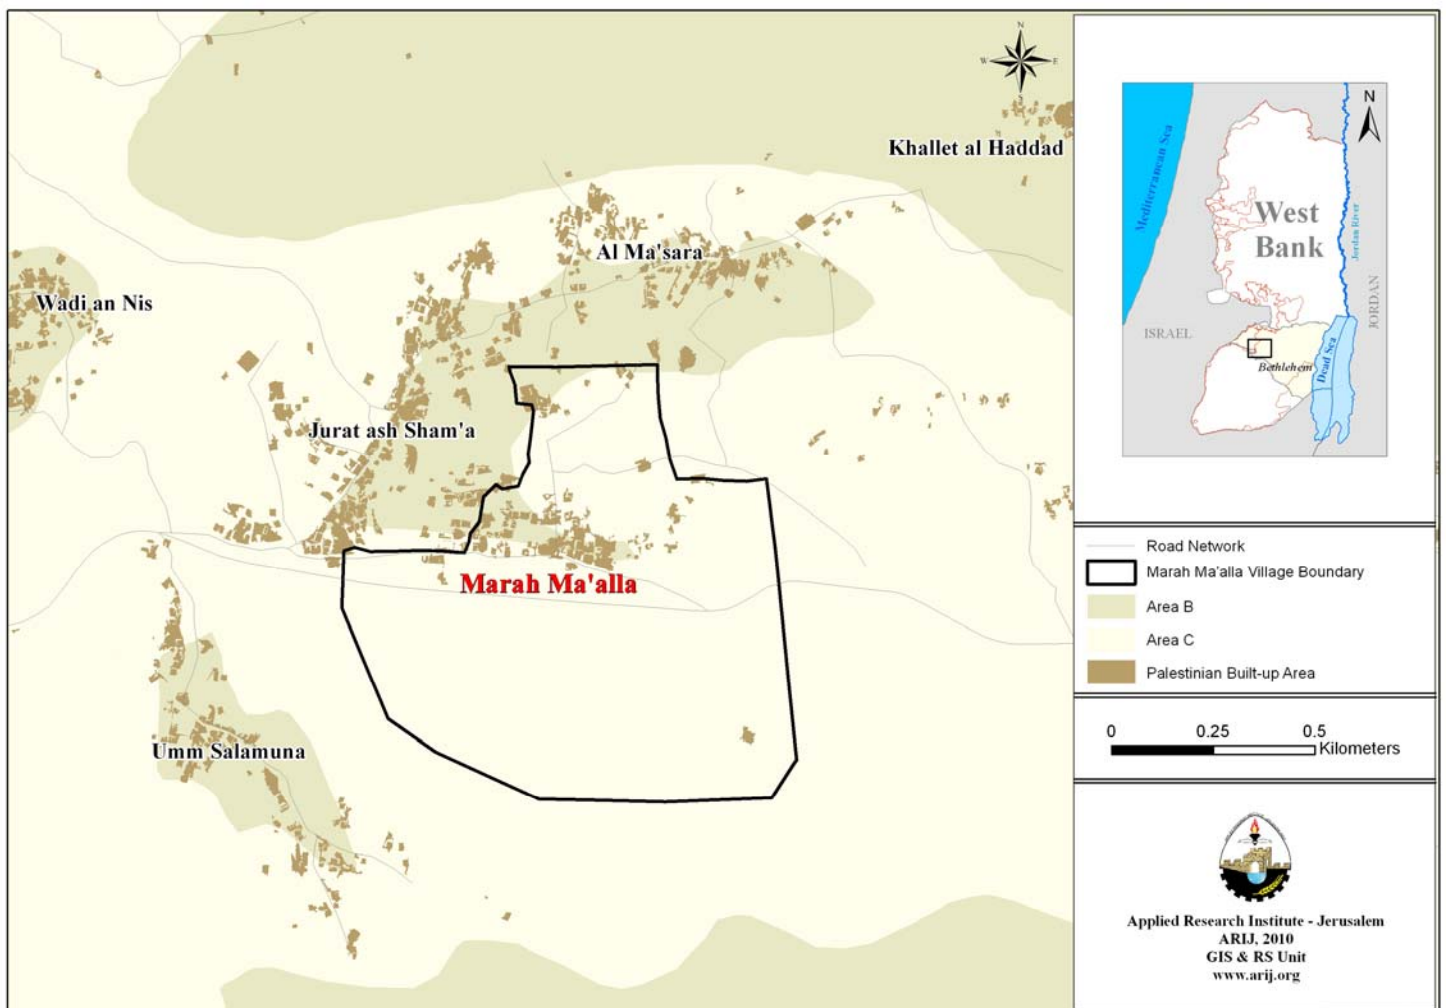 N
W E
S
Khallet al Haddad
Al Ma'sara
Wadi an Nis
Jurat ash Sham'a
Marah Ma'alla
Umm Salamuna
N
Mediterranean Sea
West
Bank
Jordan River
JORDAN
ISRAEL
Bethlehem
Dead Sea
Road Network
Marah Ma'alla Village Boundary
Area B
Area C
Palestinian Built-up Area
0 0.25 0.5
Kilometers
Applied Research Institute - Jerusalem
ARIJ, 2010
GIS & RS Unit
www.arij.org